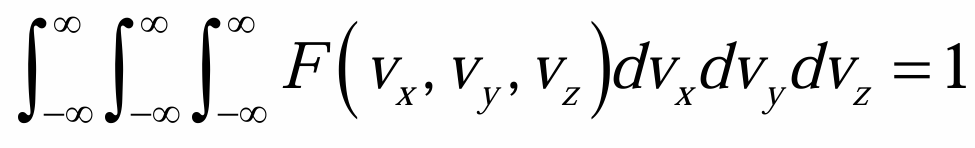 ∫_{-∞}^{∞} ∫_{-∞}^{∞} ∫_{-∞}^{∞} F(v_x, v_y, v_z)dv_x dv_y dv_z = 1